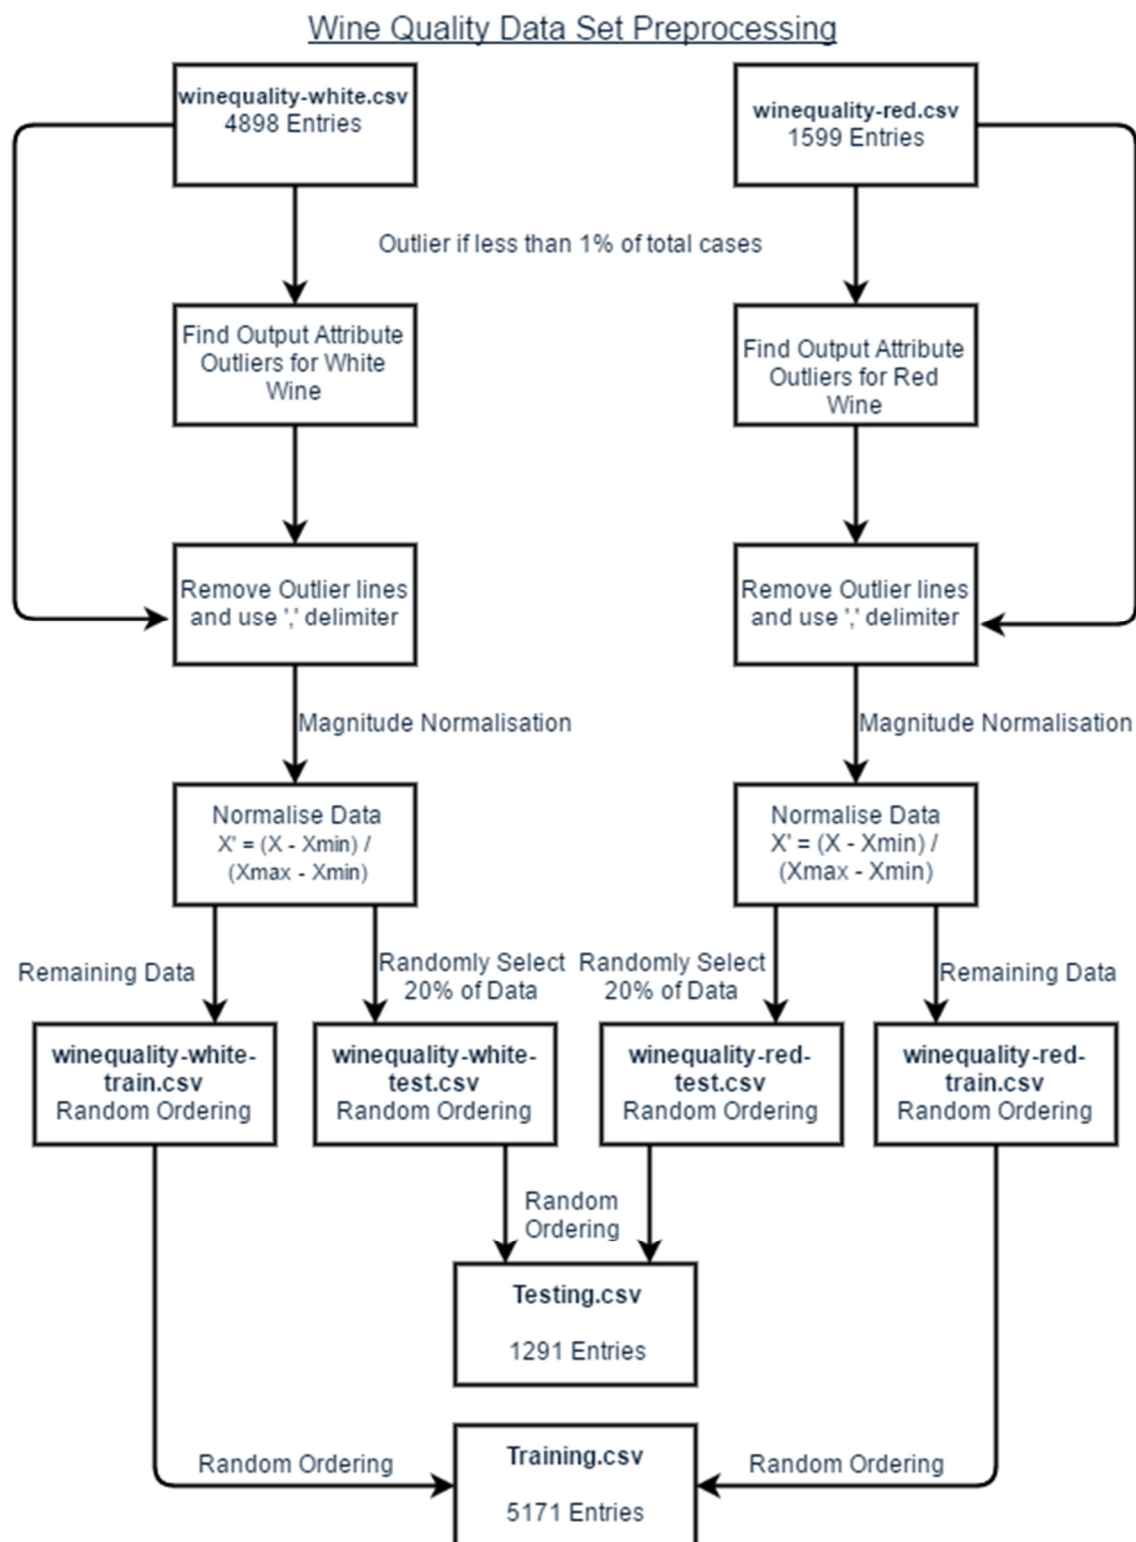 Wine Quality Data Set Preprocessing
winequality-white.csv
4898 Entries
winequality-red.csv
1599 Entries
Outlier if less than 1% of total cases
Find Output Attribute
Outliers for White
Wine
Find Output Attribute
Outliers for Red
Wine
Remove Outlier lines
and use ',' delimiter
Remove Outlier lines
and use ',' delimiter
Magnitude Normalisation
Magnitude Normalisation
Normalise Data
X' = (X - Xmin) /
(Xmax - Xmin)
Normalise Data
X' = (X - Xmin) /
(Xmax - Xmin)
Remaining Data
Randomly Select
20% of Data
Randomly Select
20% of Data
Remaining Data
winequality-white-
train.csv
Random Ordering
winequality-white-
test.csv
Random Ordering
winequality-red-
test.csv
Random Ordering
winequality-red-
train.csv
Random Ordering
Random
Ordering
Testing.csv
1291 Entries
Random Ordering
Training.csv
5171 Entries
Random Ordering